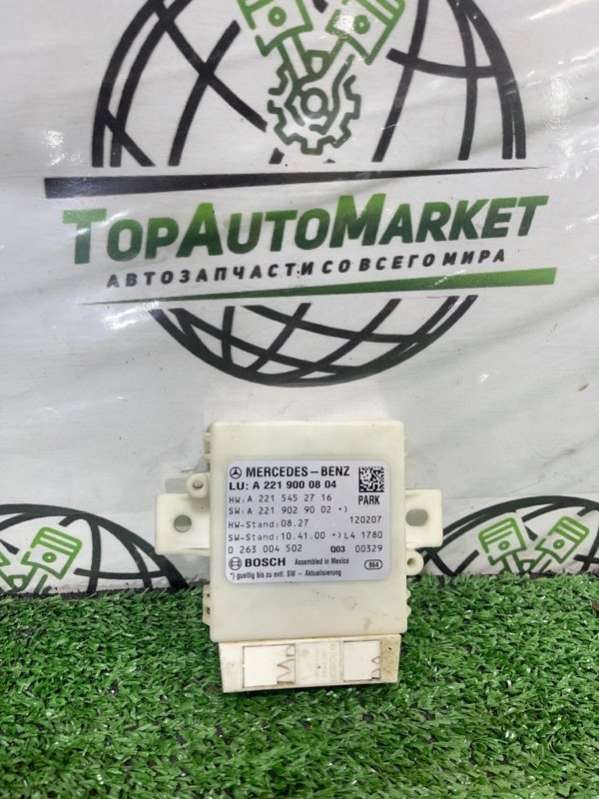 TopAutoMarket
АВТОЗАПЧАСТИ СО ВСЕГО МИРА
MERCEDES-BENZ
LU: A 221 900 08 04
HW: A 221 545 27 16 PARK
SW: A 221 902 90 02 *)
HW-Stand: 08.27 120207
SW-Stand: 10.41.00 *) L4 1780
0 263 004 502 Q03 00329
BOSCH Assembled in Mexico 864
*) gueltig bis zu extl. SW - Aktualisierung